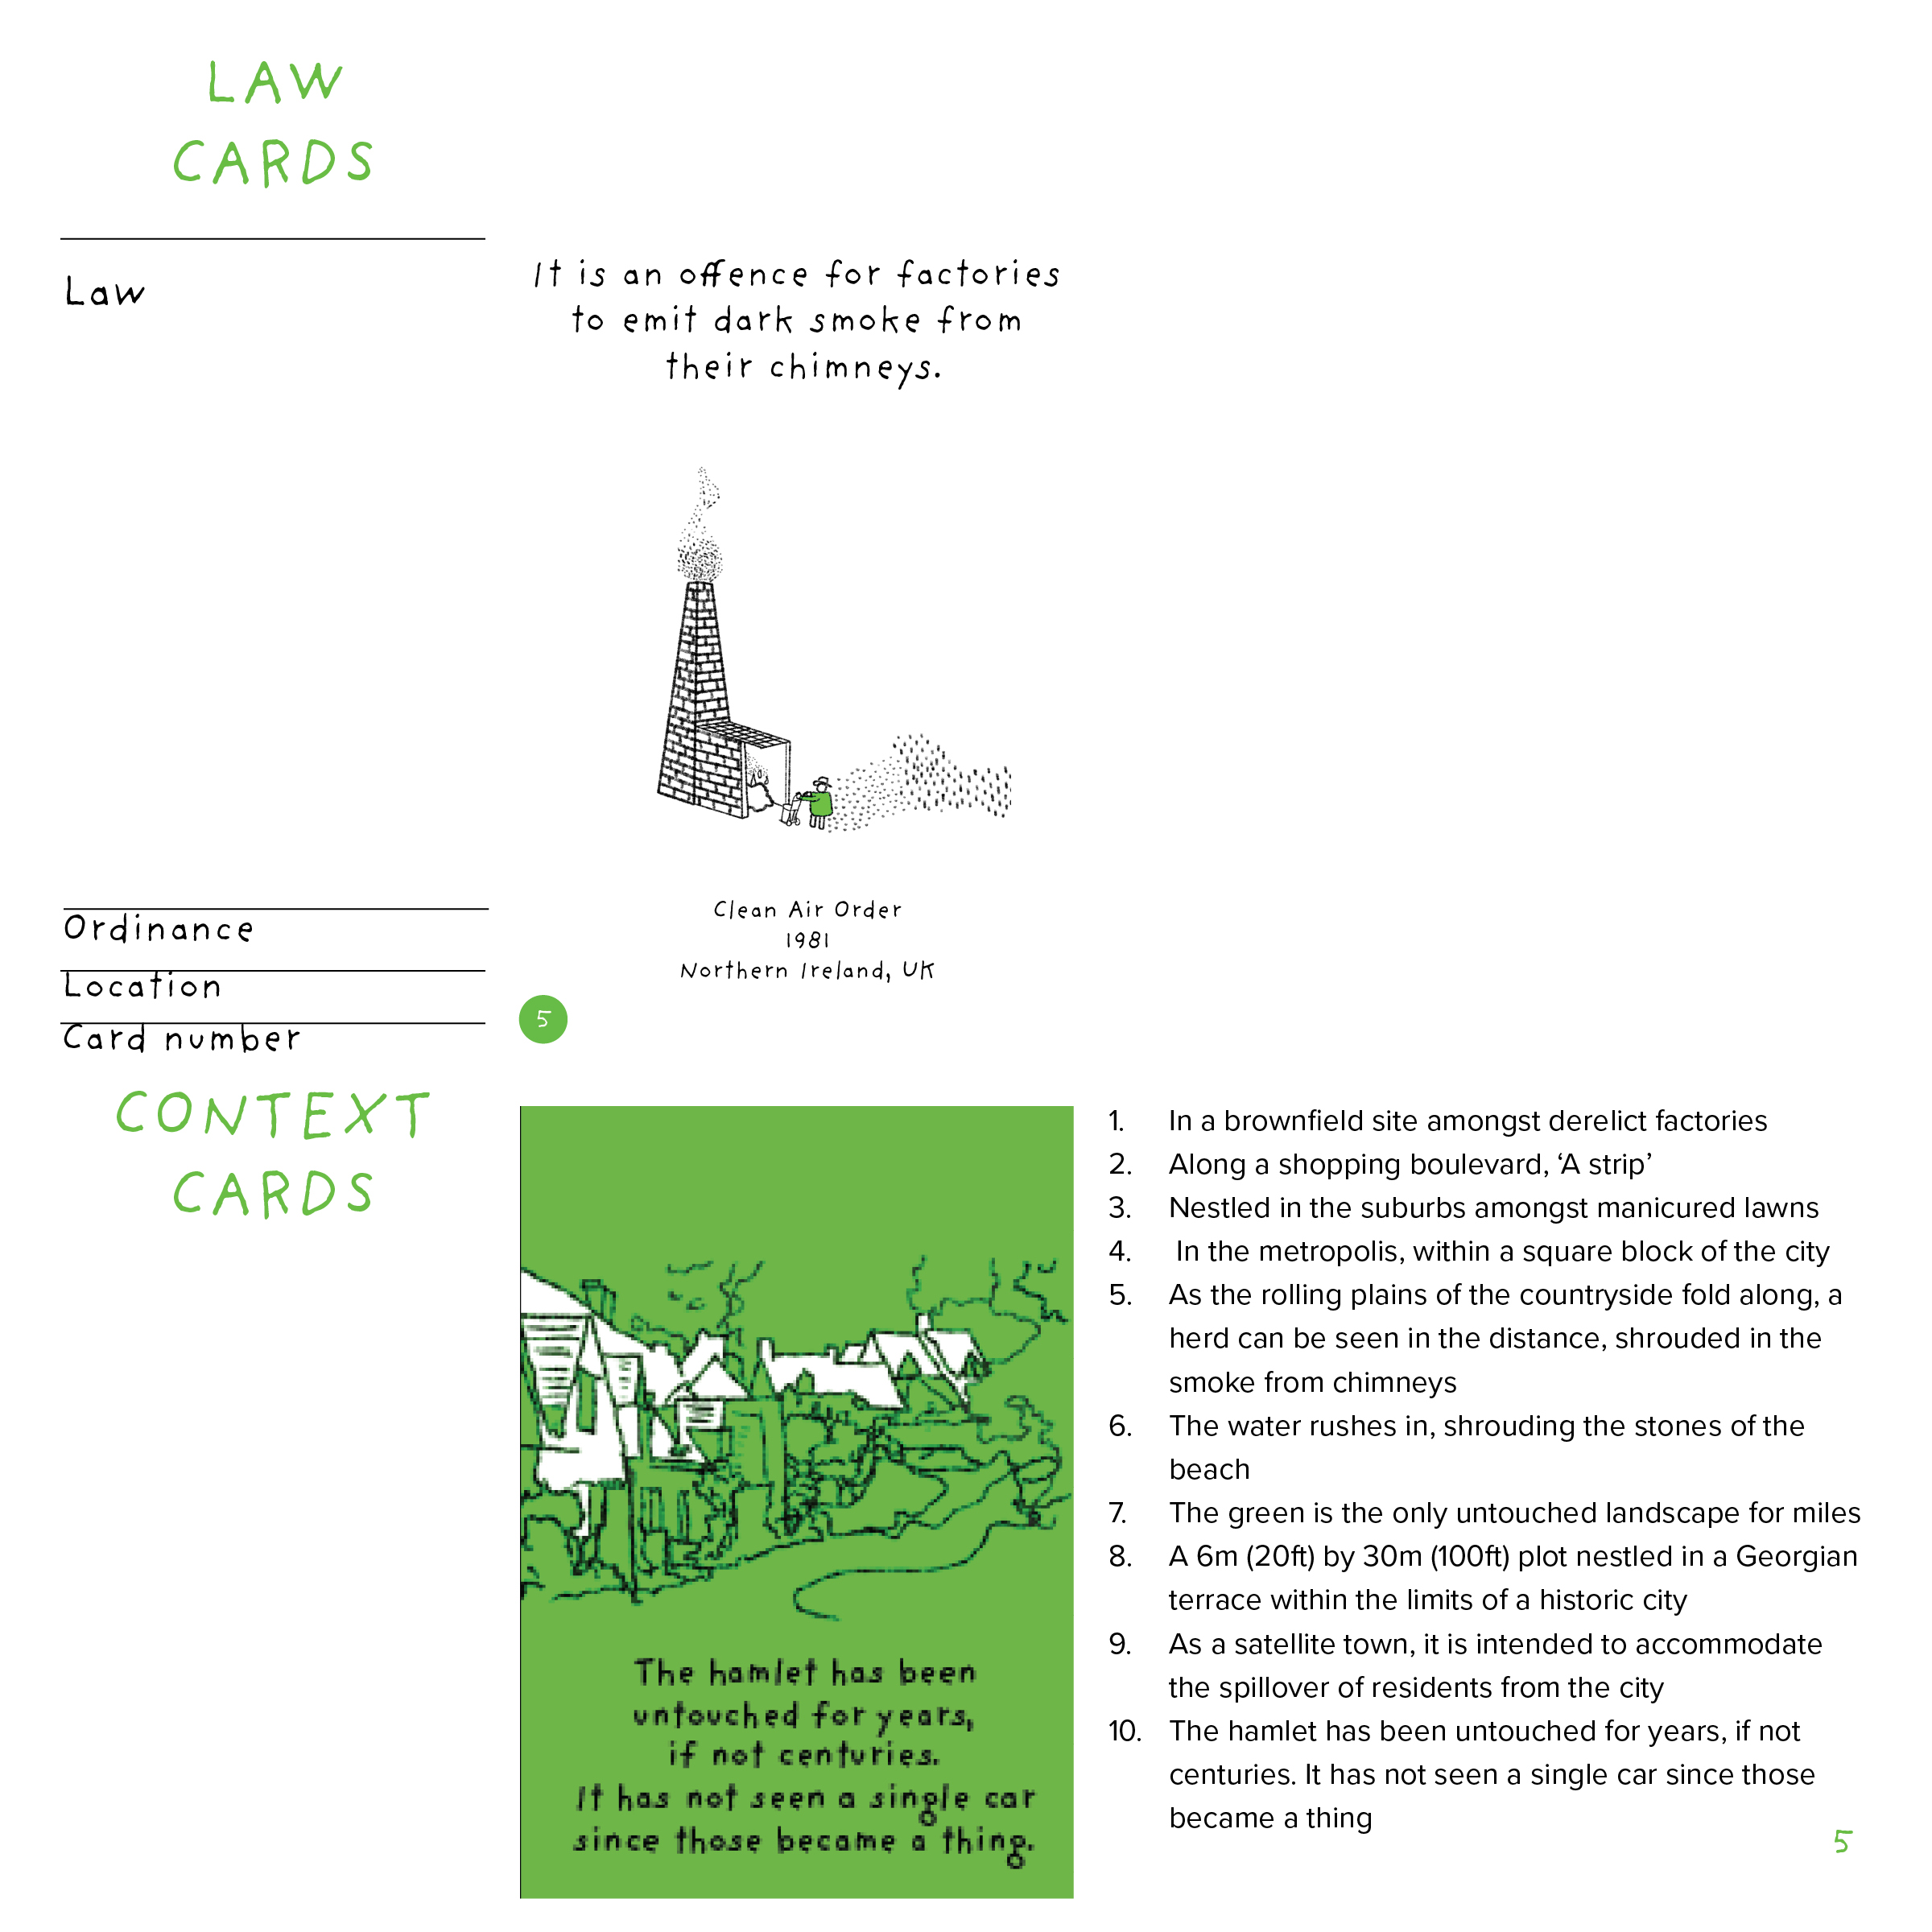 LAW
CARDS
Law
It is an offence for factories
to emit dark smoke from
their chimneys.
Clean Air Order
1981
Northern Ireland, UK
Ordinance
Location
Card number
5
CONTEXT
CARDS
The hamlet has been
untouched for years,
if not centuries.
It has not seen a single car
since those became a thing.
1. In a brownfield site amongst derelict factories
2. Along a shopping boulevard, ‘A strip’
3. Nestled in the suburbs amongst manicured lawns
4. In the metropolis, within a square block of the city
5. As the rolling plains of the countryside fold along, a
herd can be seen in the distance, shrouded in the
smoke from chimneys
6. The water rushes in, shrouding the stones of the
beach
7. The green is the only untouched landscape for miles
8. A 6m (20ft) by 30m (100ft) plot nestled in a Georgian
terrace within the limits of a historic city
9. As a satellite town, it is intended to accommodate
the spillover of residents from the city
10. The hamlet has been untouched for years, if not
centuries. It has not seen a single car since those
became a thing
5